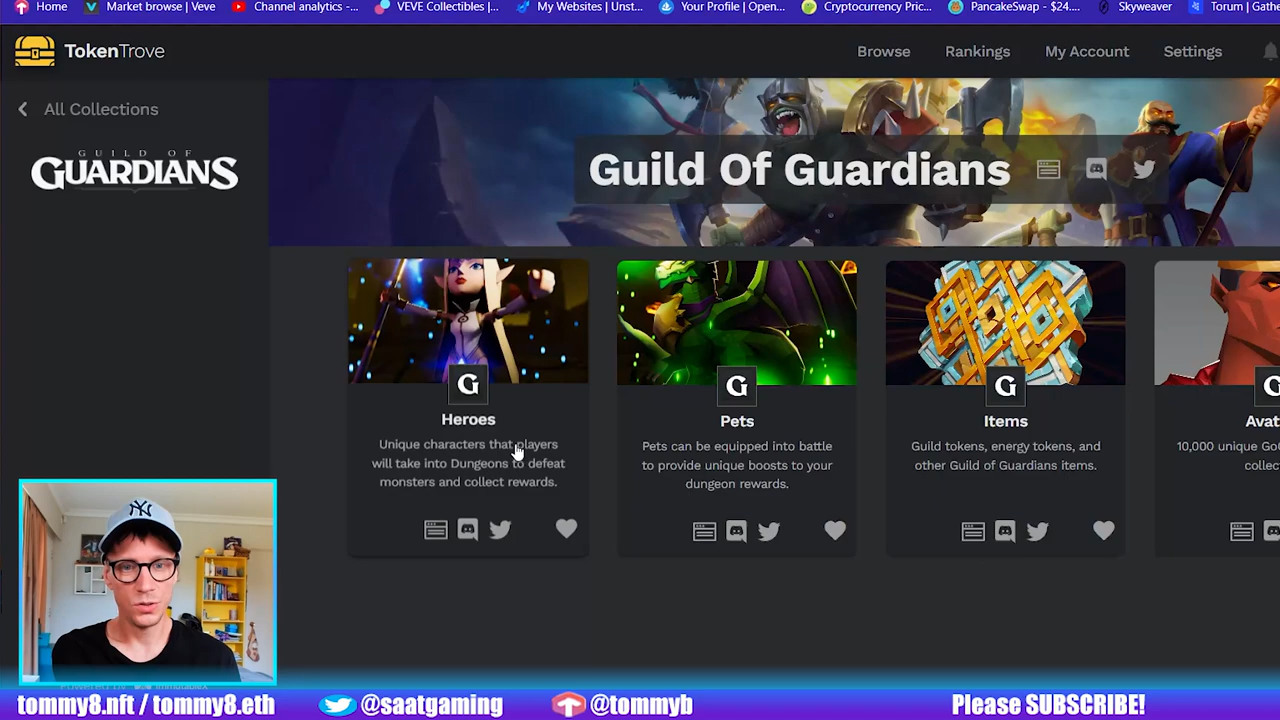 Home
Market browse | Veve
Channel analytics -...
VEVE Collectibles |...
My Websites | Unst...
Your Profile | Open...
Cryptocurrency Pric...
PancakeSwap - $24....
Skyweaver
Torum | Gathe
TokenTrove
Browse
Rankings
My Account
Settings
All Collections
GUILD OF
GUARDIANS
Guild Of Guardians
G
Heroes
Unique characters that players
will take into Dungeons to defeat
monsters and collect rewards.
G
Pets
Pets can be equipped into battle
to provide unique boosts to your
dungeon rewards.
G
Items
Guild tokens, energy tokens, and
other Guild of Guardians items.
G
Avat
10,000 unique GoG
collec
NY
tommy8.nft / tommy8.eth
@saatgaming
@tommyb
Please SUBSCRIBE!